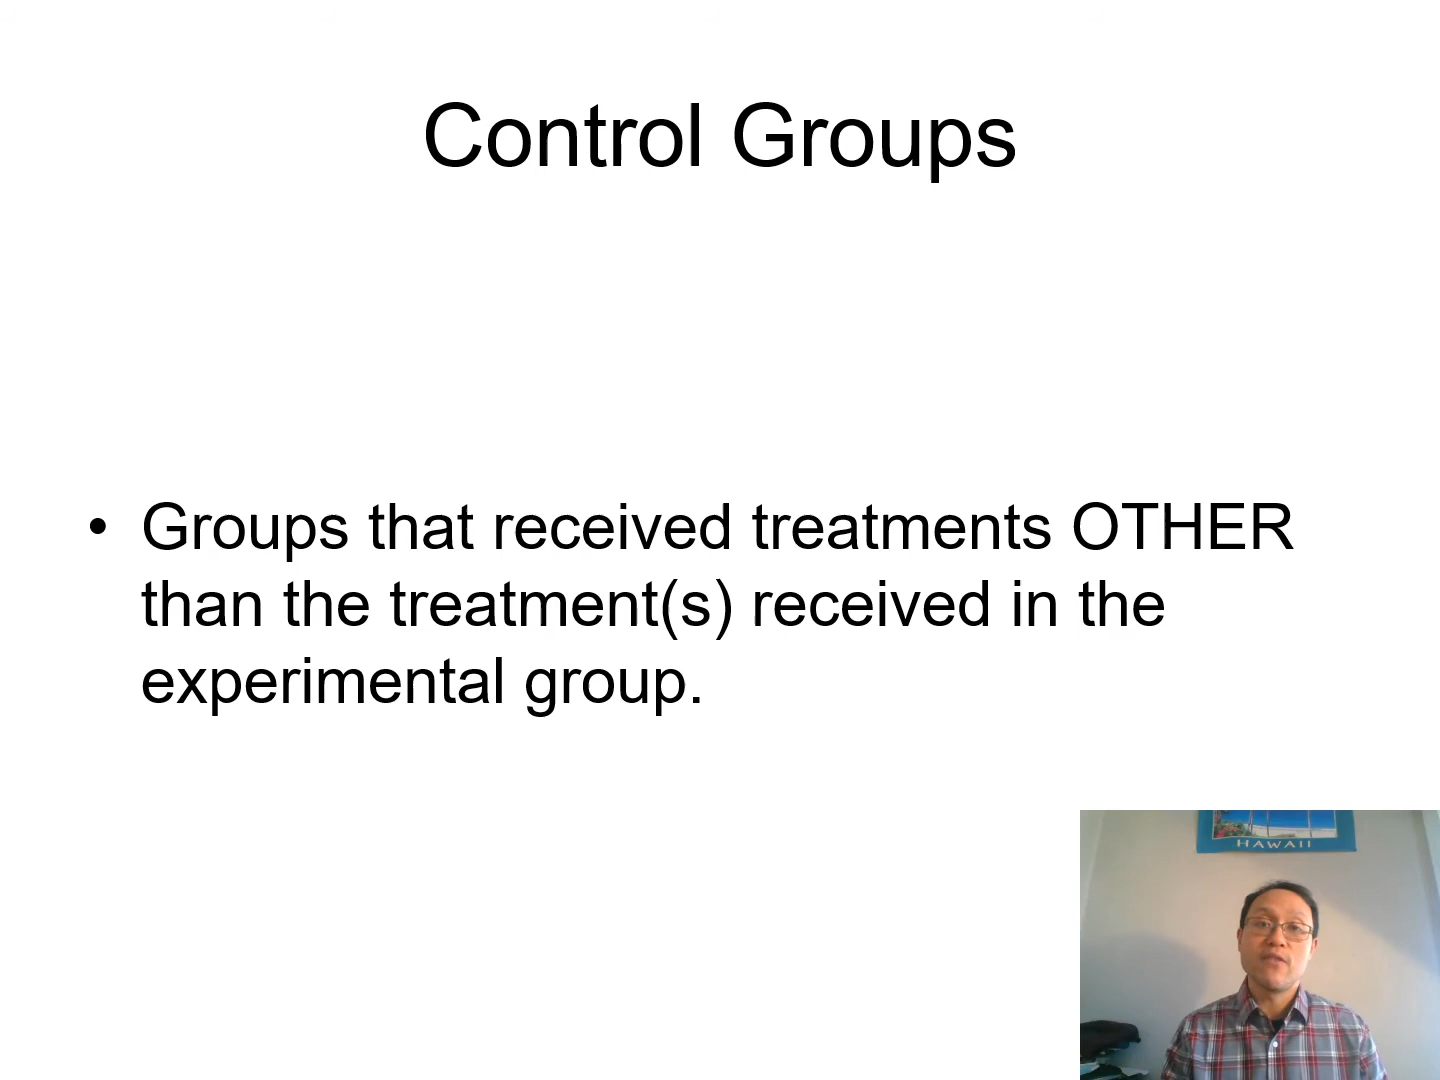 Control Groups
• Groups that received treatments OTHER
than the treatment(s) received in the
experimental group.
HAWAII